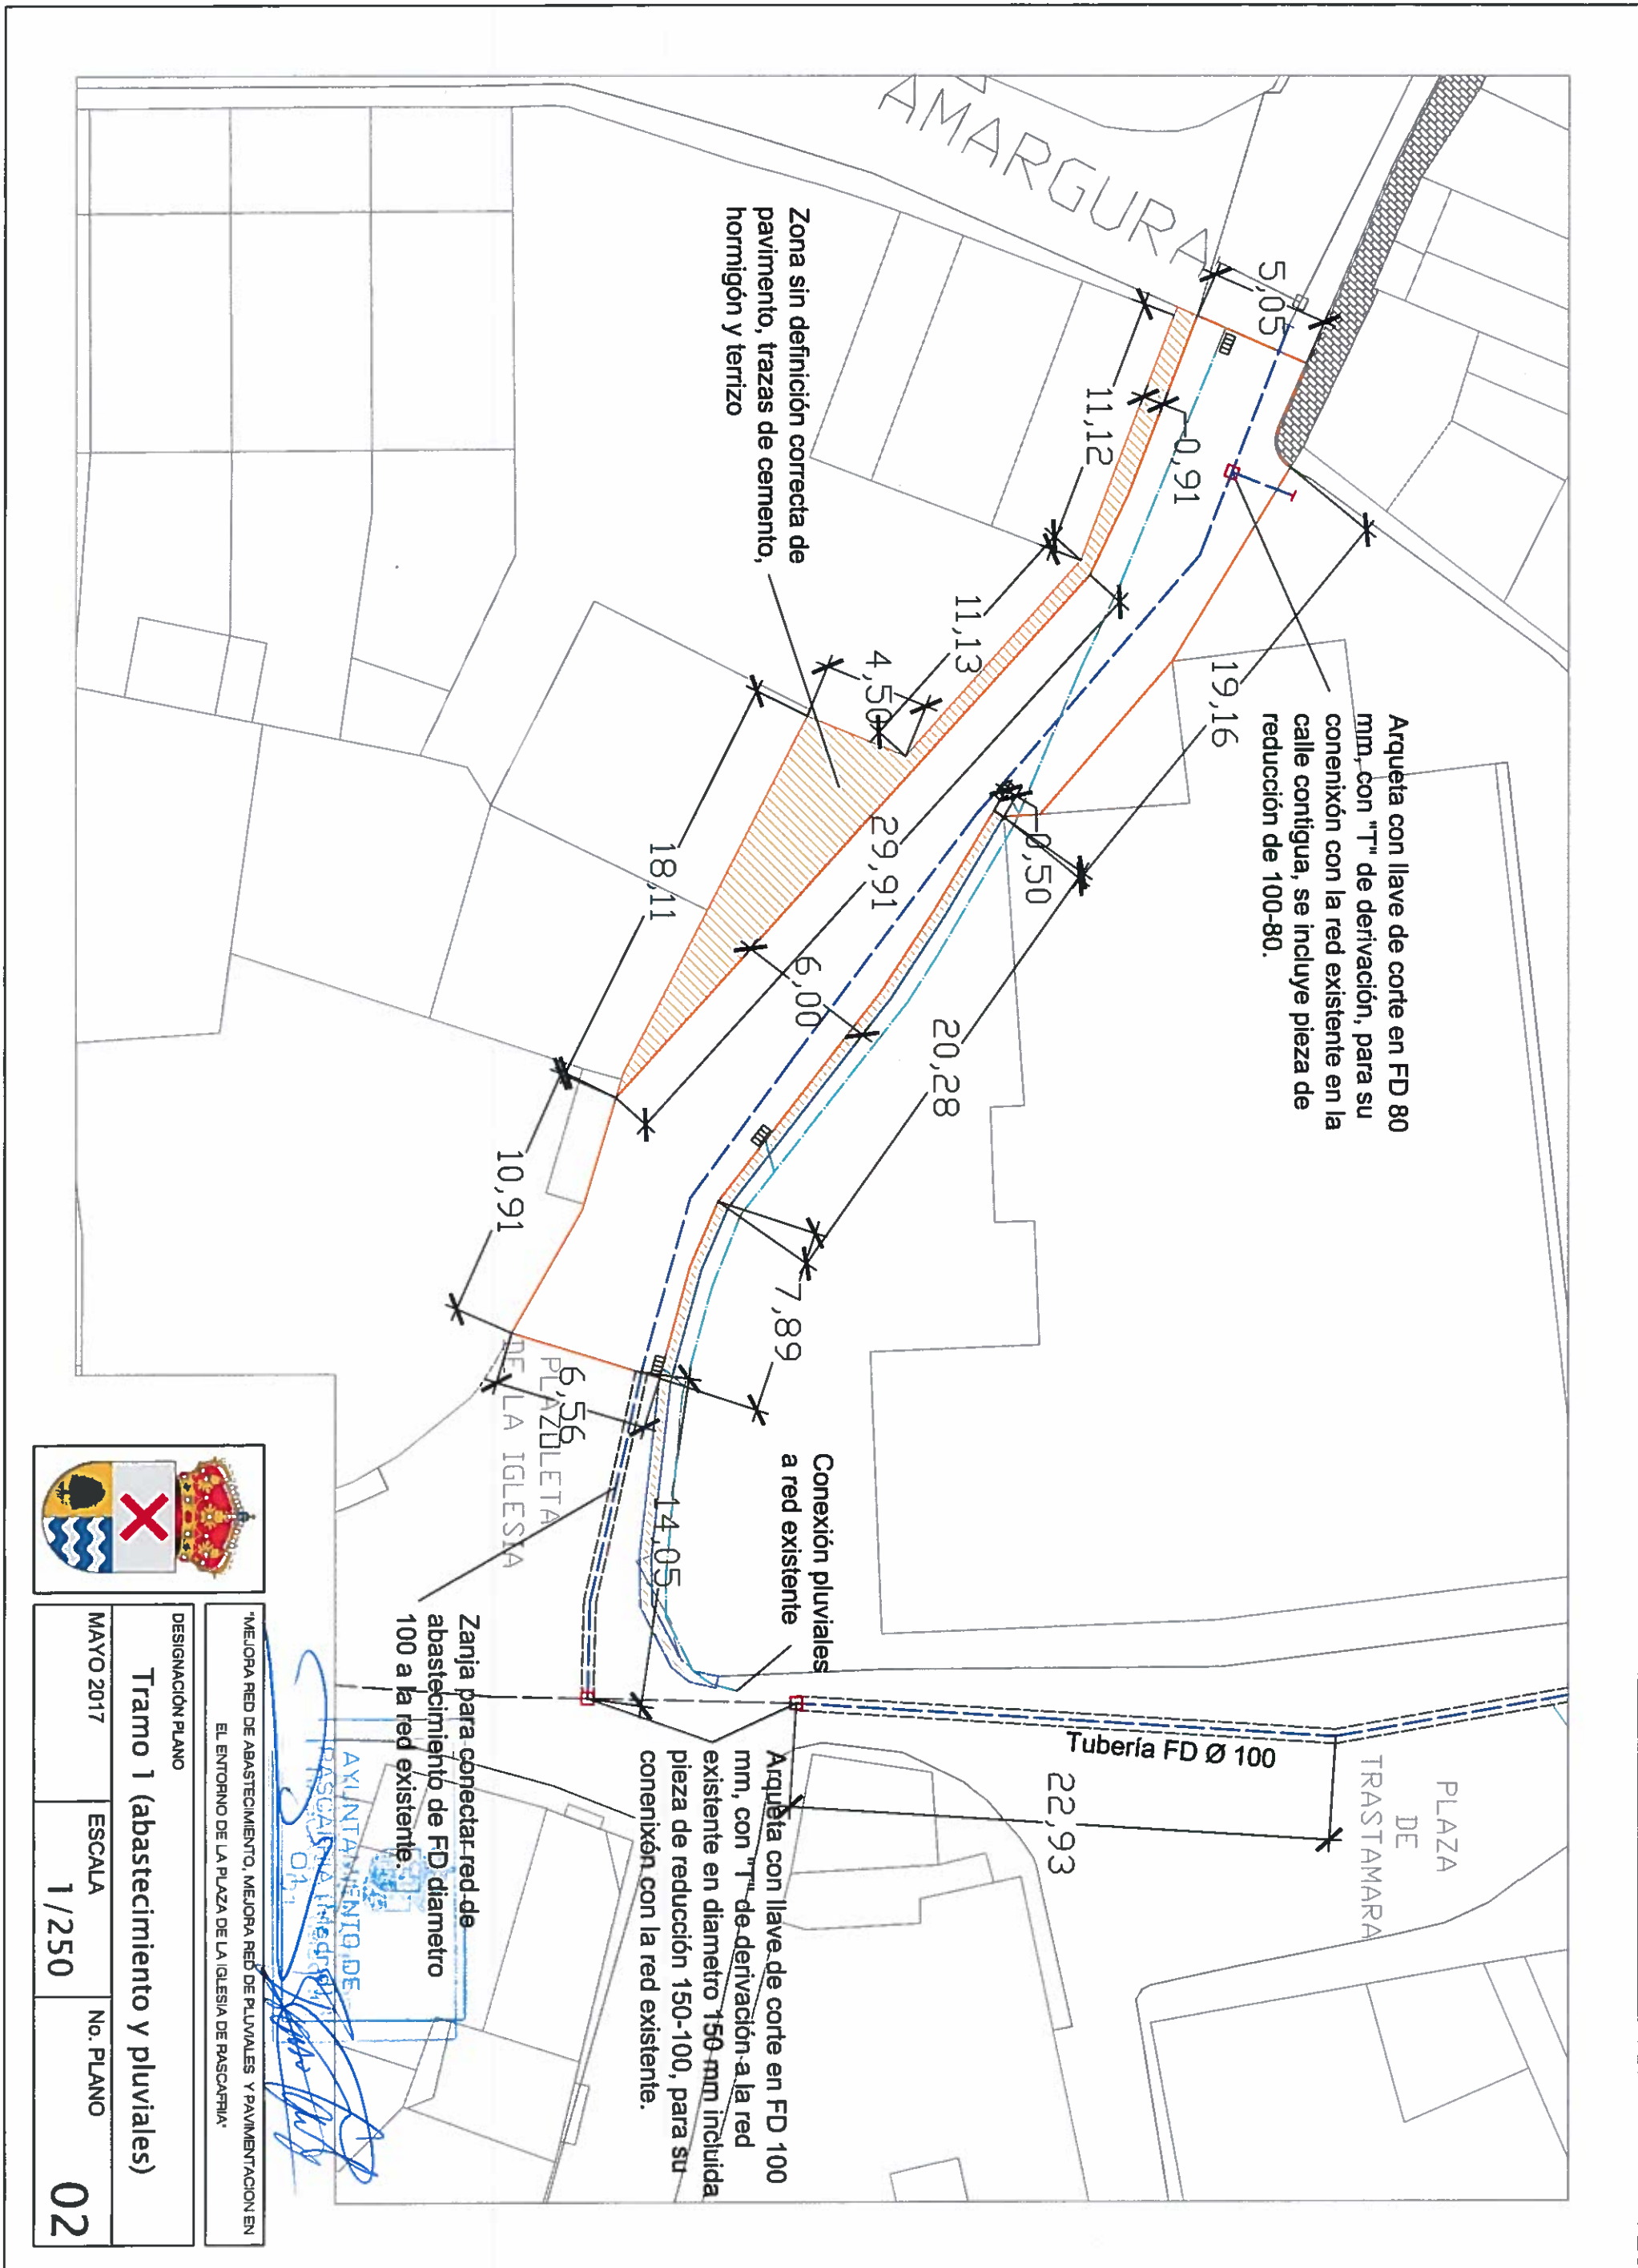 AMARGURA
5,05
Zona sin definición correcta de
pavimento, trazas de cemento,
hormigón y terrizo
11,12
0,91
11,13
4,50
19,16
Arqueta con llave de corte en FD 80
mm, con "T" de derivación, para su
conenixón con la red existente en la
calle contigua, se incluye pieza de
reducción de 100-80.
0,50
29,91
18,11
6,00
20,28
10,91
7,89
6,56
PLAZOLETA
DE LA IGLESIA
14,05
Conexión pluviales
a red existente
Zanja para conectar red de
abastecimiento de FD diametro
100 a la red existente.
Arqueta con llave de corte en FD 100
mm, con "T" de derivación a la red
existente en diametro 150 mm incluida
pieza de reducción 150-100, para su
conenixón con la red existente.
Tubería FD Ø 100
22,93
PLAZA
DE
TRASTAMARA
AYUNTAMIENTO DE
RASCAFRIA (Madrid)
"MEJORA RED DE ABASTECIMIENTO, MEJORA RED DE PLUVIALES Y PAVIMENTACION EN
EL ENTORNO DE LA PLAZA DE LA IGLESIA DE RASCAFRIA"
DESIGNACIÓN PLANO
Tramo 1 (abastecimiento y pluviales)
MAYO 2017
ESCALA
1/250
No. PLANO
02